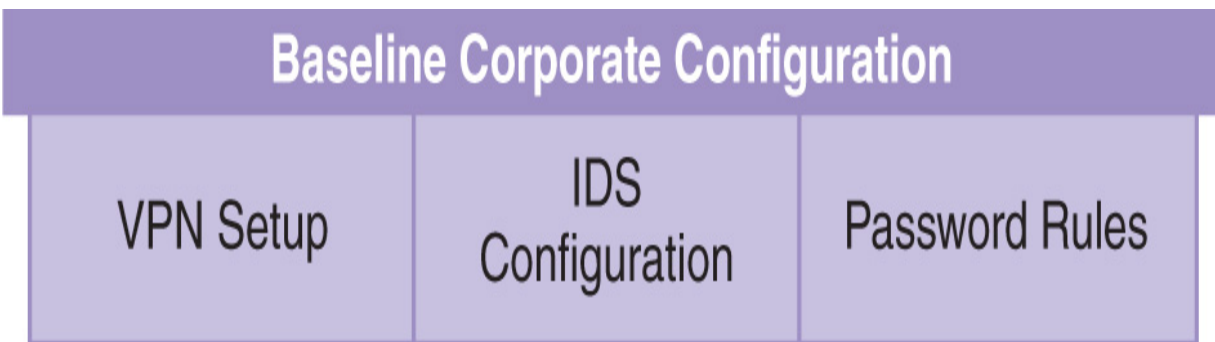 Baseline Corporate Configuration
VPN Setup
IDS
Configuration
Password Rules